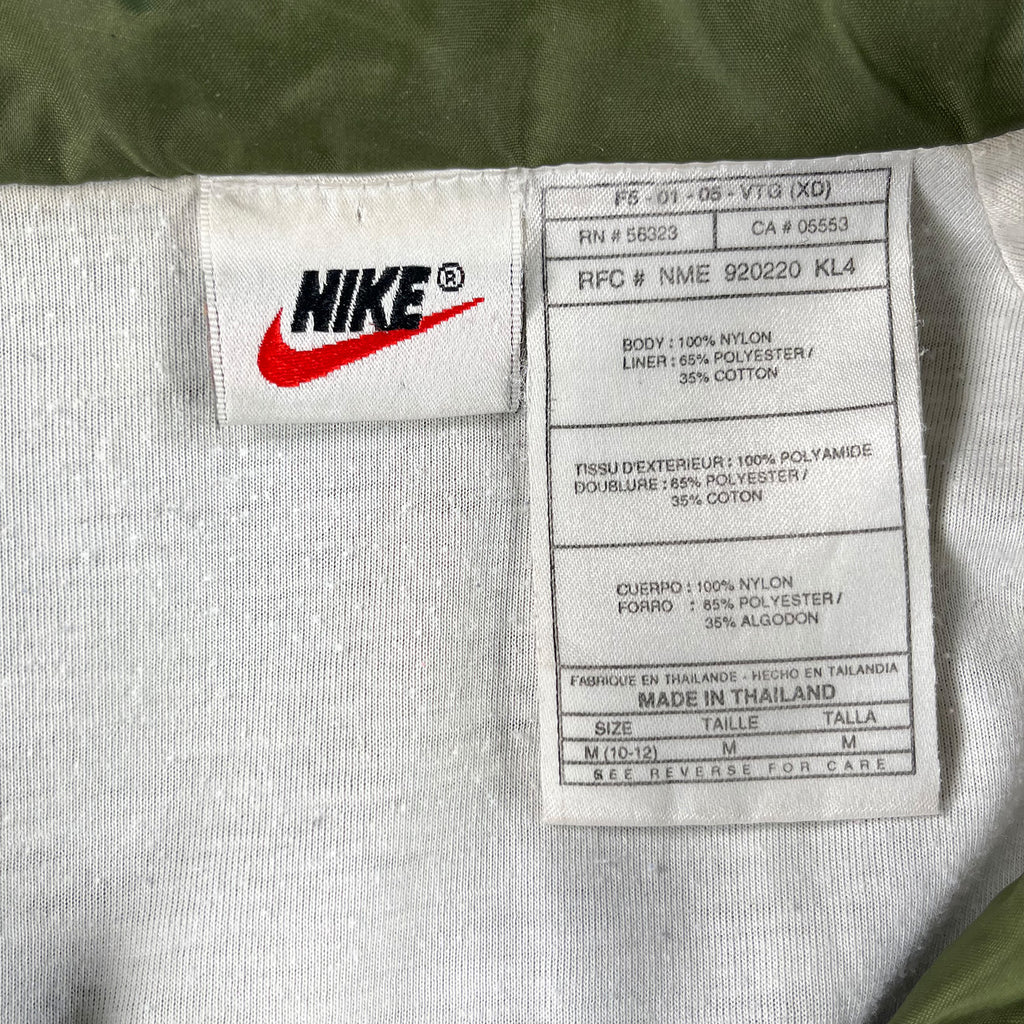 NIKE®
F5 - 01 - 05 - VTG (XD)
RN # 56323
CA # 05553
RFC # NME 920220 KL4
BODY : 100% NYLON
LINER : 65% POLYESTER /
35% COTTON
TISSU D'EXTERIEUR : 100% POLYAMIDE
DOUBLURE : 65% POLYESTER /
35% COTON
CUERPO : 100% NYLON
FORRO : 65% POLYESTER /
35% ALGODON
FABRIQUE EN THAILANDE - HECHO EN TAILANDIA
MADE IN THAILAND
SIZE TAILLE TALLA
M (10-12) M M
SEE REVERSE FOR CARE